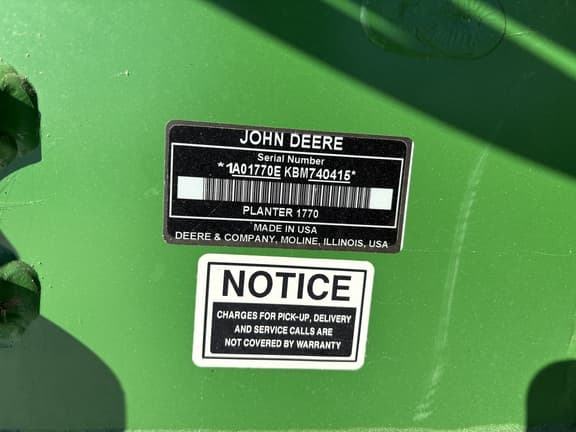 JOHN DEERE
Serial Number
*1A01770E KBM740415*
PLANTER 1770
MADE IN USA
DEERE & COMPANY, MOLINE, ILLINOIS, USA
NOTICE
CHARGES FOR PICK-UP, DELIVERY
AND SERVICE CALLS ARE
NOT COVERED BY WARRANTY